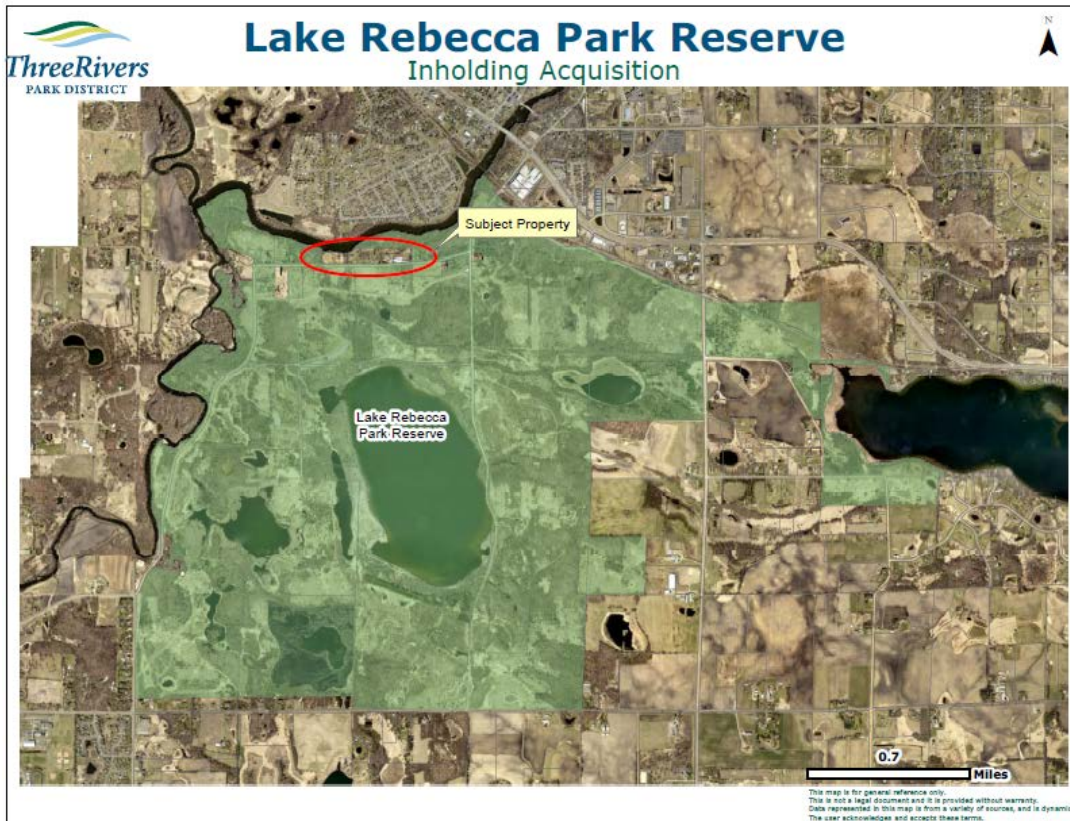 ThreeRivers
PARK DISTRICT
Lake Rebecca Park Reserve
Inholding Acquisition
N
Subject Property
Lake Rebecca
Park Reserve
0.7
Miles
This map is for general reference only.
This is not a legal document and it is provided without warranty.
Data represented in this map is from a variety of sources, and is dynamic
The user acknowledges and accepts these terms.